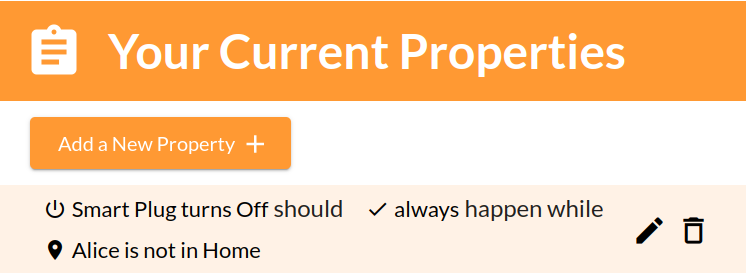 Your Current Properties
Add a New Property +
Smart Plug turns Off should always happen while
Alice is not in Home